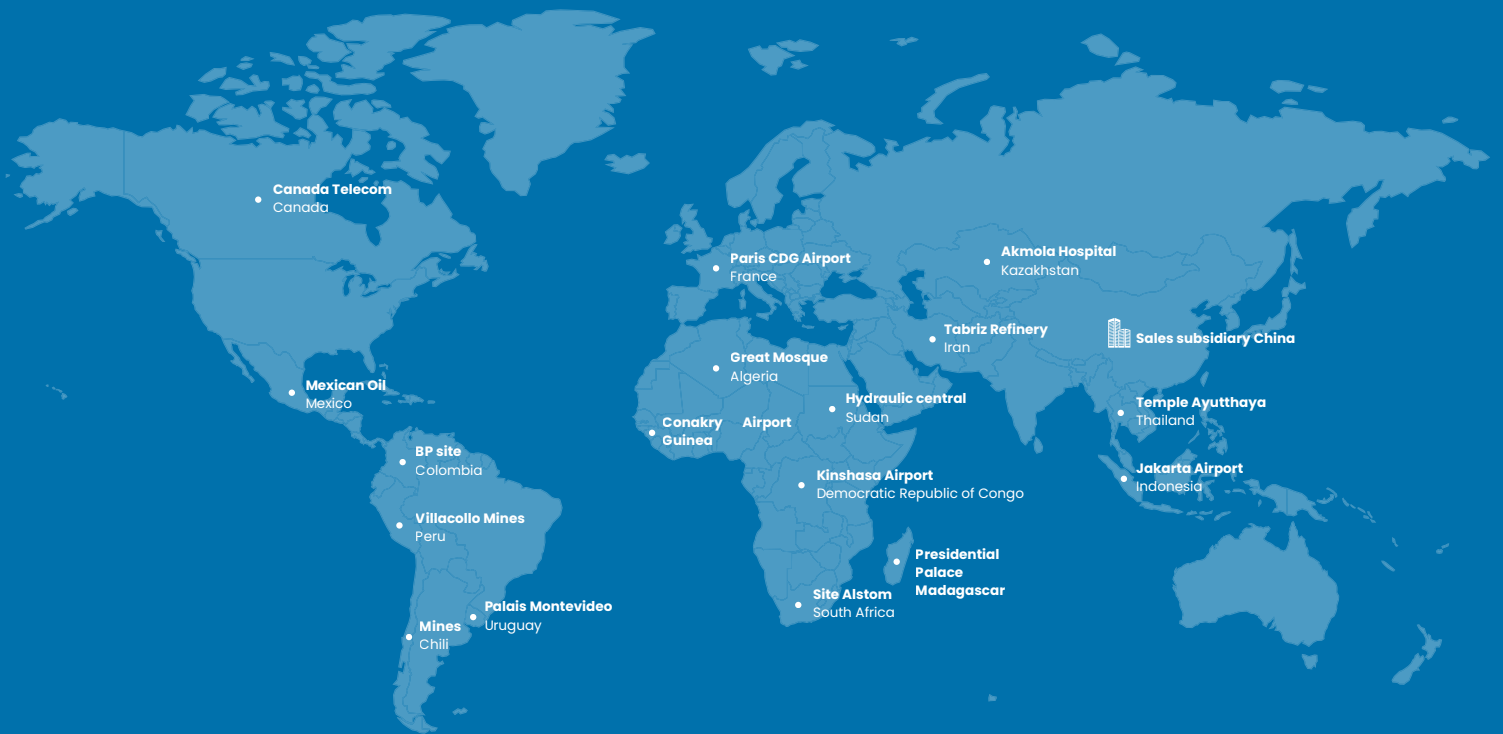 Canada Telecom
Canada
Paris CDG Airport
France
Akmola Hospital
Kazakhstan
Tabriz Refinery
Iran
Sales subsidiary China
Great Mosque
Algeria
Mexican Oil
Mexico
Hydraulic central
Sudan
Temple Ayutthaya
Thailand
Conakry Airport
Guinea
BP site
Colombia
Jakarta Airport
Indonesia
Kinshasa Airport
Democratic Republic of Congo
Villacollo Mines
Peru
Presidential
Palace
Madagascar
Site Alstom
South Africa
Palais Montevideo
Uruguay
Mines
Chili